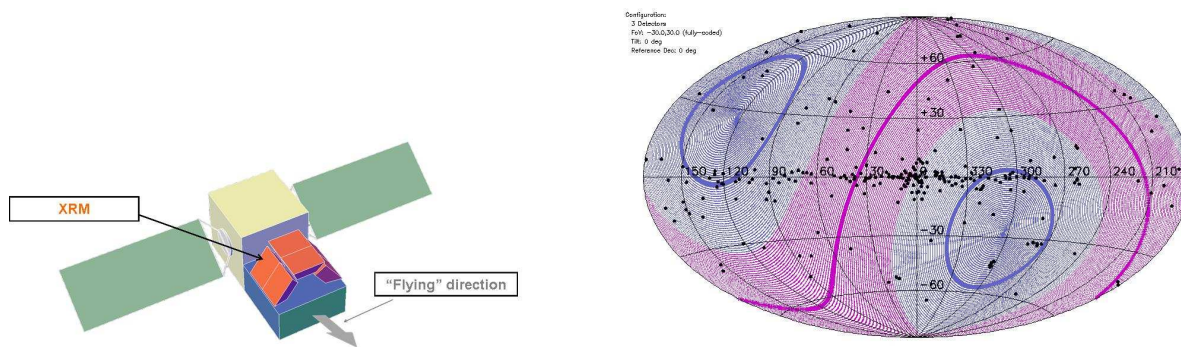 XRM
"Flying" direction
Configuration:
3 Detectors
FoV: -30.0,30.0 (fully-coded)
Tilt: 0 deg
Reference Dec: 0 deg
+60
+30
150 120 90 60 30 0 330 300 270 240 210
-30
-60